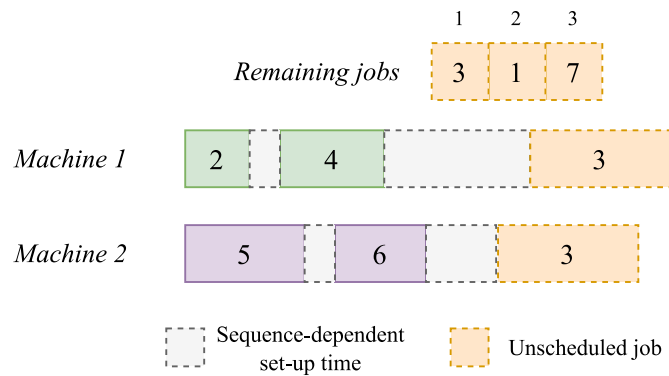 1 2 3
Remaining jobs 3 1 7
Machine 1 2 4 3
Machine 2 5 6 3
Sequence-dependent
set-up time
Unscheduled job